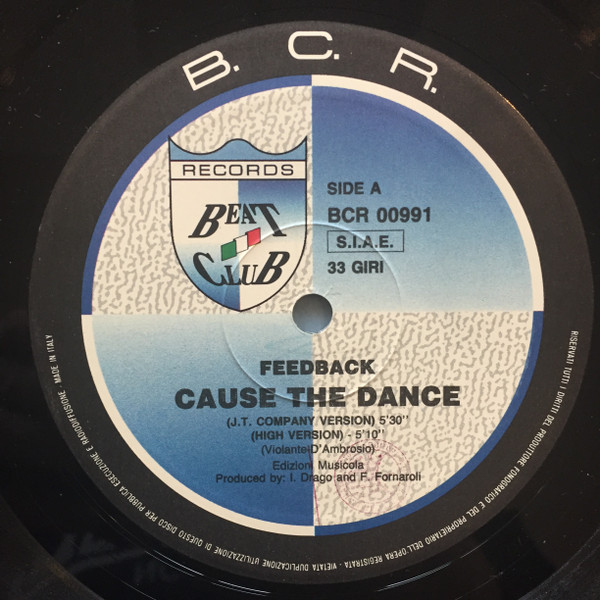 B. C. R.
RECORDS
BEAT
CLUB
SIDE A
BCR 00991
S.I.A.E.
33 GIRI
FEEDBACK
CAUSE THE DANCE
(J.T. COMPANY VERSION) 5'30''
(HIGH VERSION) - 5'10''
(Violante-D'Ambrosio)
Edizioni Musicola
Produced by: I. Drago and F. Fornaroli
RISERVATI TUTTI I DIRITTI DEL PRODUTTORE FONOGRAFICO E DEL PROPRIETARIO DELL'OPERA REGISTRATA - VIETATA DUPLICAZIONE UTILIZZAZIONE DI QUESTO DISCO PER PUBBLICA ESECUZIONE E RADIODIFFUSIONE - MADE IN ITALY